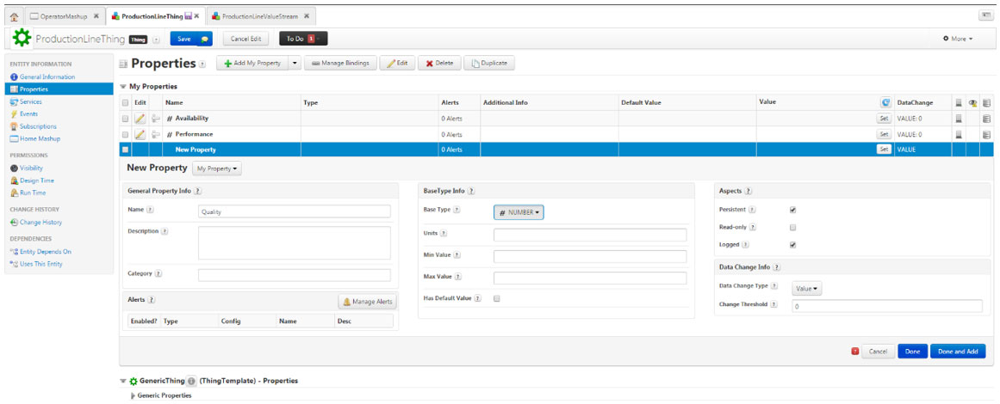 OperatorMashup ProductionLineThing ProductionLineValueStream
ProductionLineThing Thing ? Save Cancel Edit To Do 1 More
ENTITY INFORMATION
General Information
Properties
Services
Events
Subscriptions
Home Mashup
PERMISSIONS
Visibility
Design Time
Run Time
CHANGE HISTORY
Change History
DEPENDENCIES
Entity Depends On
Uses This Entity
Properties ? Add My Property Manage Bindings Edit Delete Duplicate
My Properties
Edit Name Type Alerts Additional Info Default Value Value DataChange
# Availability 0 Alerts Set VALUE: 0
# Performance 0 Alerts Set VALUE: 0
New Property 0 Alerts Set VALUE
New Property My Property
General Property Info ?
Name ? Quality
Description ?
Category ?
Alerts ? Manage Alerts
Enabled? Type Config Name Desc
BaseType Info ?
Base Type ? # NUMBER
Units ?
Min Value ?
Max Value ?
Has Default Value ?
Aspects ?
Persistent ?
Read-only ?
Logged ?
Data Change Info ?
Data Change Type ? Value
Change Threshold ? 0
? Cancel Done Done and Add
GenericThing (ThingTemplate) - Properties
Generic Properties